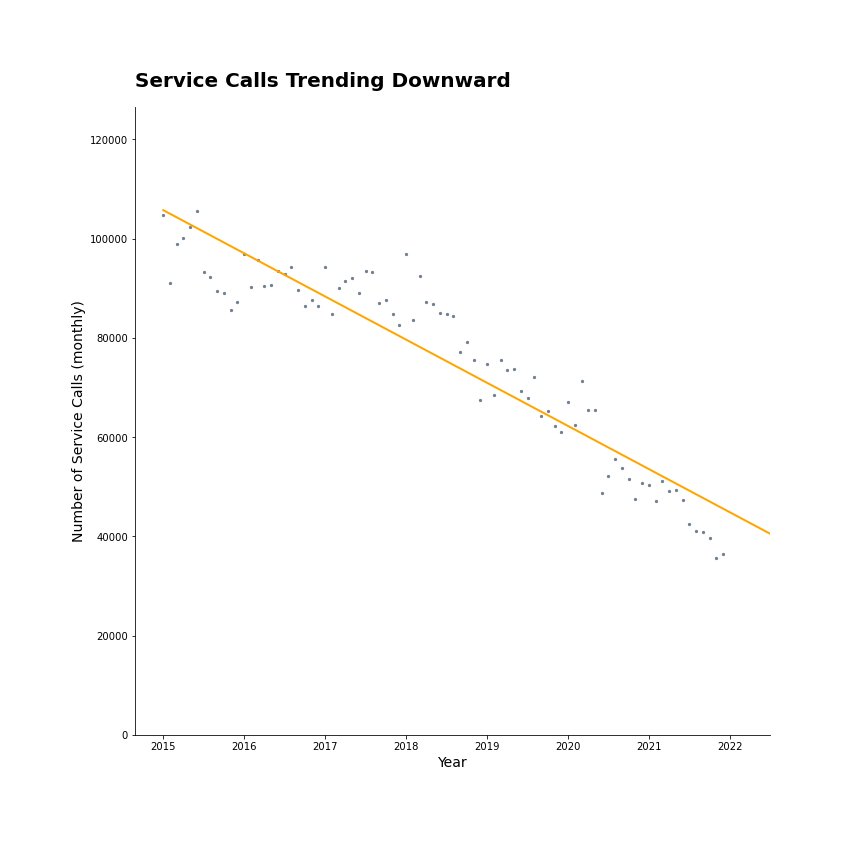 Service Calls Trending Downward
Number of Service Calls (monthly)
120000
100000
80000
60000
40000
20000
0
2015 2016 2017 2018 2019 2020 2021 2022
Year